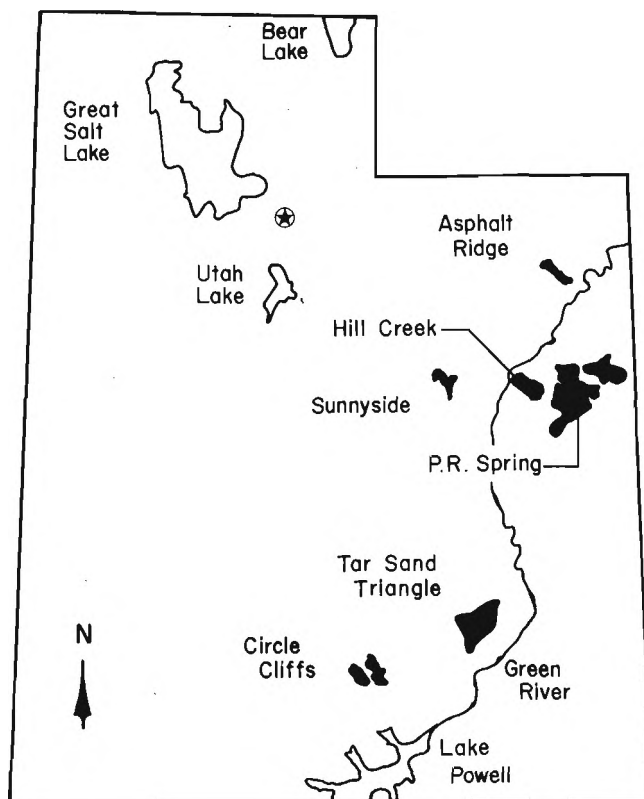 Bear
Lake
Great
Salt
Lake
Asphalt
Ridge
Utah
Lake
Hill Creek
Sunnyside
P.R. Spring
Tar Sand
Triangle
N
Circle
Cliffs
Green
River
Lake
Powell